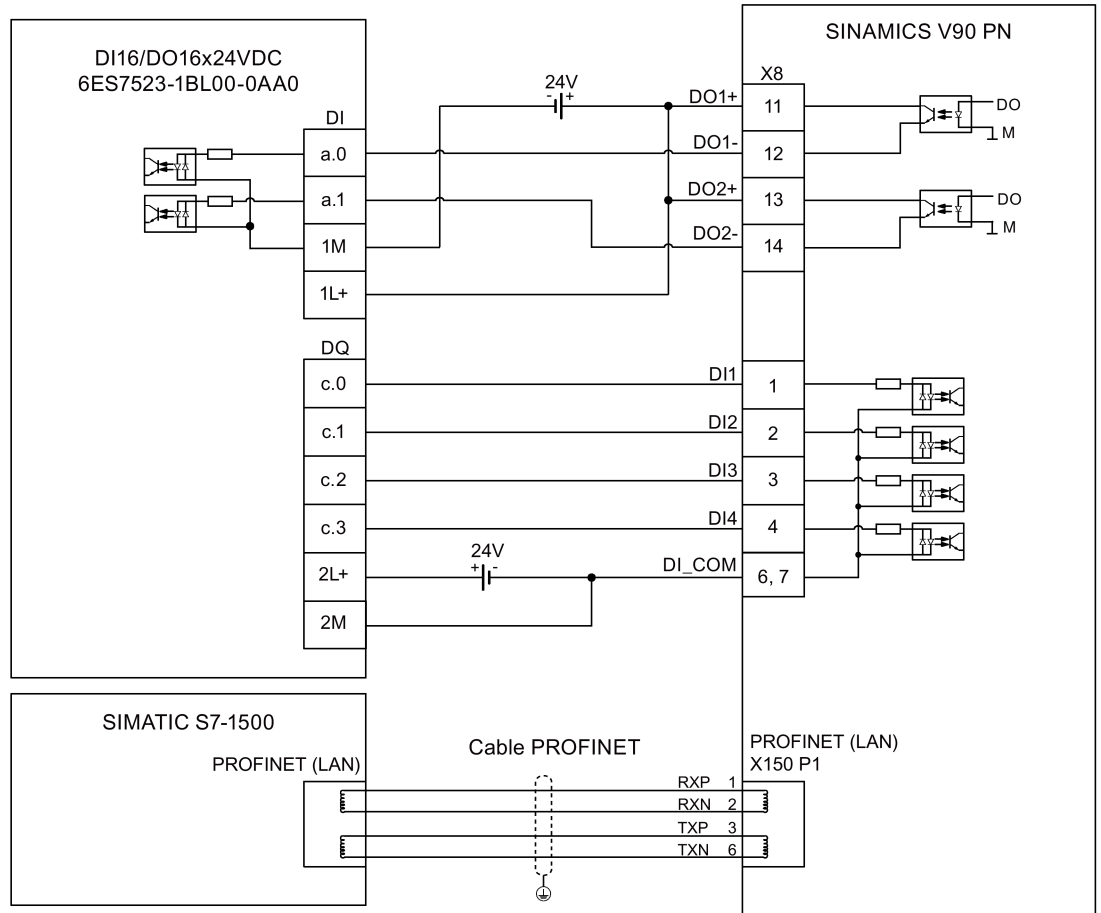 DI16/DO16x24VDC
6ES7523-1BL00-0AA0
DI
a.0
a.1
1M
1L+
DQ
c.0
c.1
c.2
c.3
2L+
2M
24V
- +
DO1+
DO1-
DO2+
DO2-
DI1
DI2
DI3
DI4
24V
+ -
DI_COM
SINAMICS V90 PN
X8
11
12
13
14
1
2
3
4
6, 7
DO
M
DO
M
SIMATIC S7-1500
PROFINET (LAN)
Cable PROFINET
PROFINET (LAN)
X150 P1
RXP 1
RXN 2
TXP 3
TXN 6